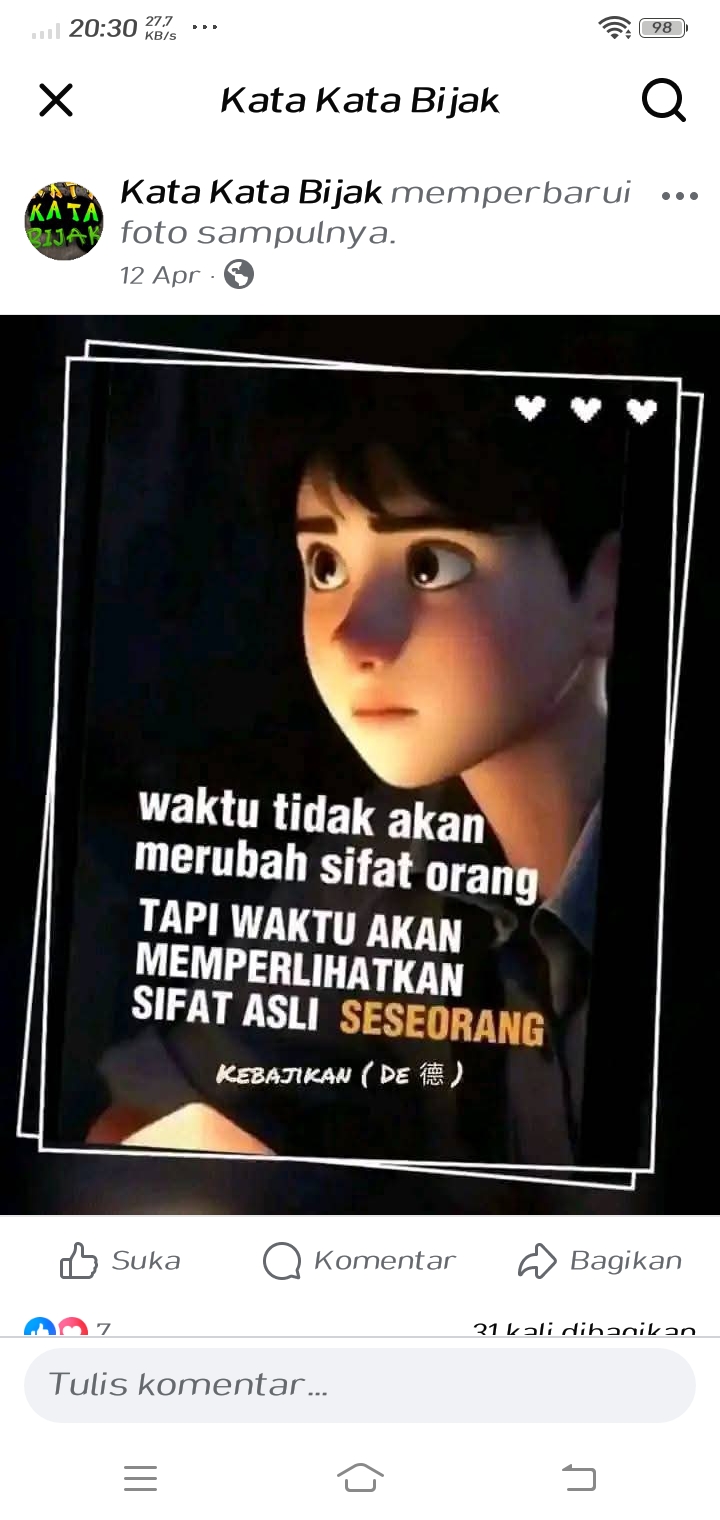 20:30 27,7 KB/s ... 98
Kata Kata Bijak
Kata Kata Bijak memperbarui
foto sampulnya.
12 Apr ·
KATA
BIJAK
waktu tidak akan
merubah sifat orang
TAPI WAKTU AKAN
MEMPERLIHATKAN
SIFAT ASLI SESEORANG
KEBAJIKAN ( DE 德 )
Suka Komentar Bagikan
7 31 kali dibagikan
Tulis komentar...